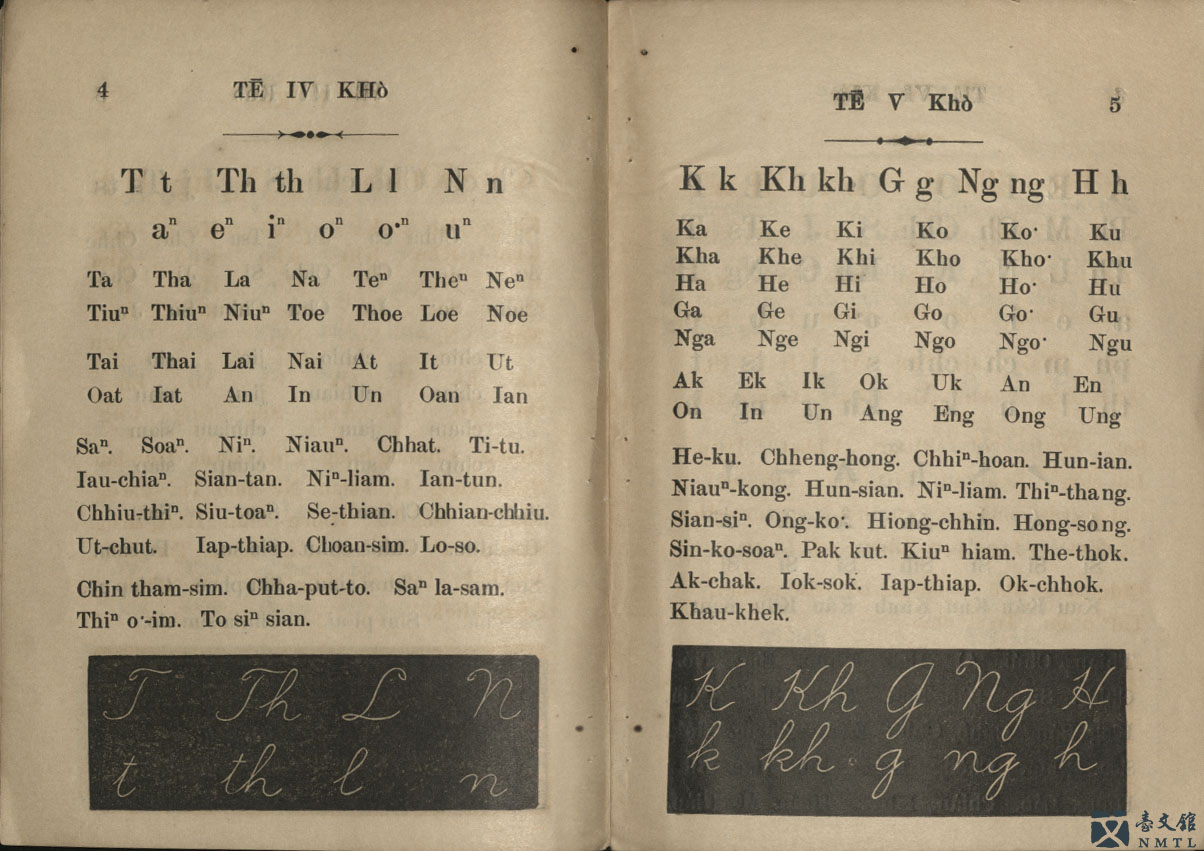 4 TĒ IV KHò
T t Th th L l N n
aⁿ eⁿ iⁿ oⁿ o͘ⁿ uⁿ
Ta Tha La Na Teⁿ Theⁿ Neⁿ
Tiuⁿ Thiuⁿ Niuⁿ Toe Thoe Loe Noe
Tai Thai Lai Nai At It Ut
Oat Iat An In Un Oan Ian
Saⁿ. Soaⁿ. Niⁿ. Niauⁿ. Chhat. Ti-tu.
Iau-chiaⁿ. Sian-tan. Niⁿ-liam. Ian-tun.
Chhiu-thiⁿ. Siu-toaⁿ. Se-thian. Chhian-chhiu.
Ut-chut. Iap-thiap. Choan-sim. Lo-so.
Chin tham-sim. Chha-put-to. Saⁿ la-sam.
Thiⁿ o͘-im. To siⁿ sian.
T Th L N
t th l n
TĒ V Khò 5
K k Kh kh G g Ng ng H h
Ka Ke Ki Ko Ko͘ Ku
Kha Khe Khi Kho Kho͘ Khu
Ha He Hi Ho Ho͘ Hu
Ga Ge Gi Go Go͘ Gu
Nga Nge Ngi Ngo Ngo͘ Ngu
Ak Ek Ik Ok Uk An En
On In Un Ang Eng Ong Ung
He-ku. Chheng-hong. Chhiⁿ-hoan. Hun-ian.
Niauⁿ-kong. Hun-sian. Niⁿ-liam. Thiⁿ-thang.
Sian-siⁿ. Ong-ko͘. Hiong-chhin. Hong-song.
Sin-ko-soaⁿ. Pak kut. Kiuⁿ hiam. The-thok.
Ak-chak. Iok-sok. Iap-thiap. Ok-chhok.
Khau-khek.
K Kh G Ng H
k kh g ng h
臺文館
NMTL